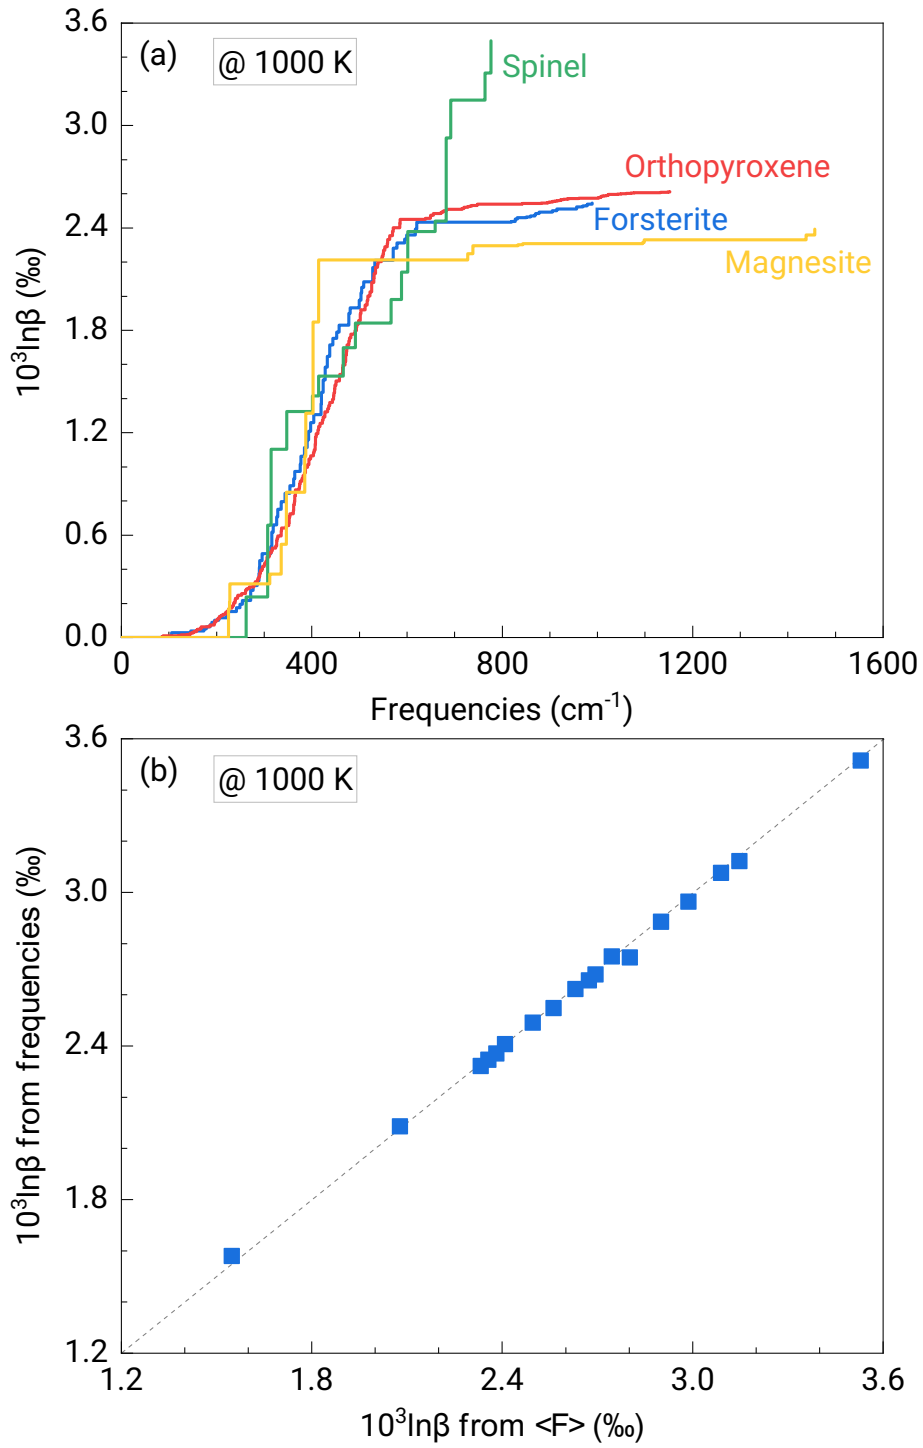 3.6
(a)
@ 1000 K
Spinel
3.0
Orthopyroxene
2.4
Forsterite
Magnesite
10³lnβ (‰)
1.8
1.2
0.6
0.0
0 400 800 1200 1600
Frequencies (cm⁻¹)
3.6
(b)
@ 1000 K
3.0
10³lnβ from frequencies (‰)
2.4
1.8
1.2
1.2 1.8 2.4 3.0 3.6
10³lnβ from <F> (‰)